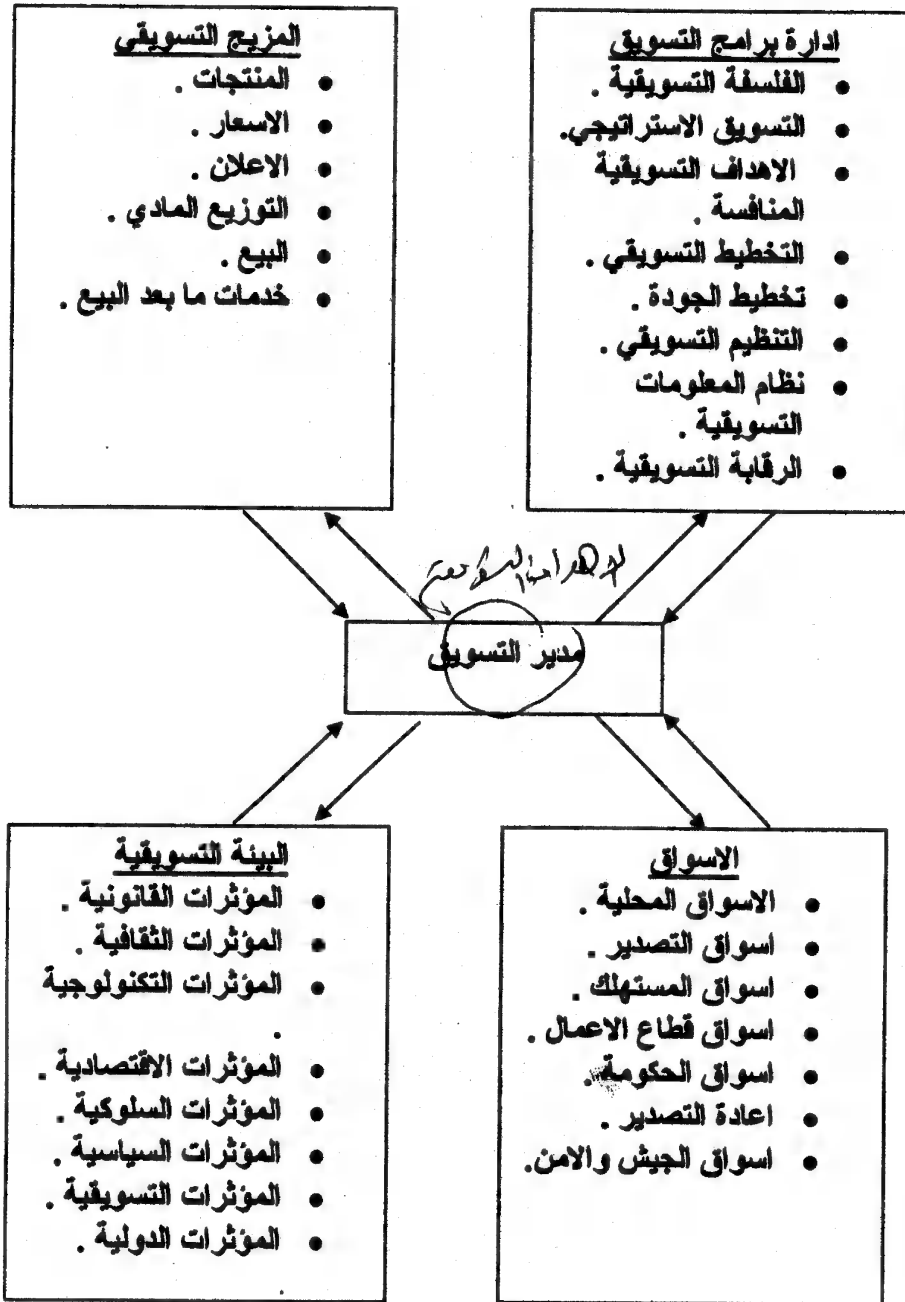 ادارة برامج التسويق
• الفلسفة التسويقية .
• التسويق الاستراتيجي.
• الاهداف التسويقية
المنافسة .
• التخطيط التسويقي .
• تخطيط الجودة .
• التنظيم التسويقي .
• نظام المعلومات
التسويقية .
• الرقابة التسويقية .
المزيج التسويقي
• المنتجات .
• الاسعار .
• الاعلان .
• التوزيع المادي .
• البيع .
• خدمات ما بعد البيع .
مدير التسويق
الاسواق
• الاسواق المحلية .
• اسواق التصدير .
• اسواق المستهلك .
• اسواق قطاع الاعمال .
• اسواق الحكومة .
• اعادة التصدير .
• اسواق الجيش والامن.
البيئة التسويقية
• المؤثرات القانونية .
• المؤثرات الثقافية .
• المؤثرات التكنولوجية
.
• المؤثرات الاقتصادية .
• المؤثرات السلوكية .
• المؤثرات السياسية .
• المؤثرات التسويقية .
• المؤثرات الدولية .